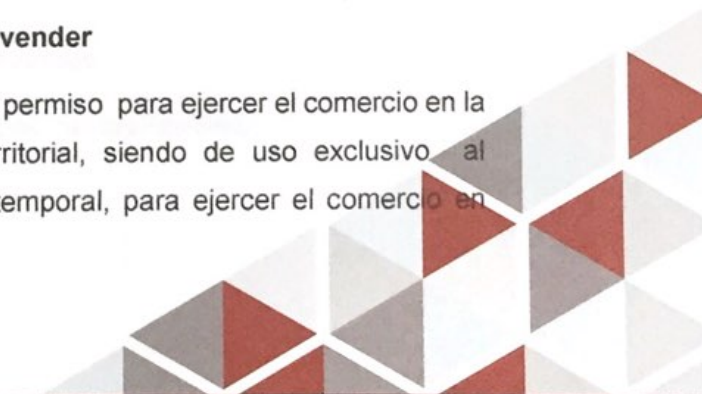 vender
permiso para ejercer el comercio en la
rritorial, siendo de uso exclusivo al
temporal, para ejercer el comercio en